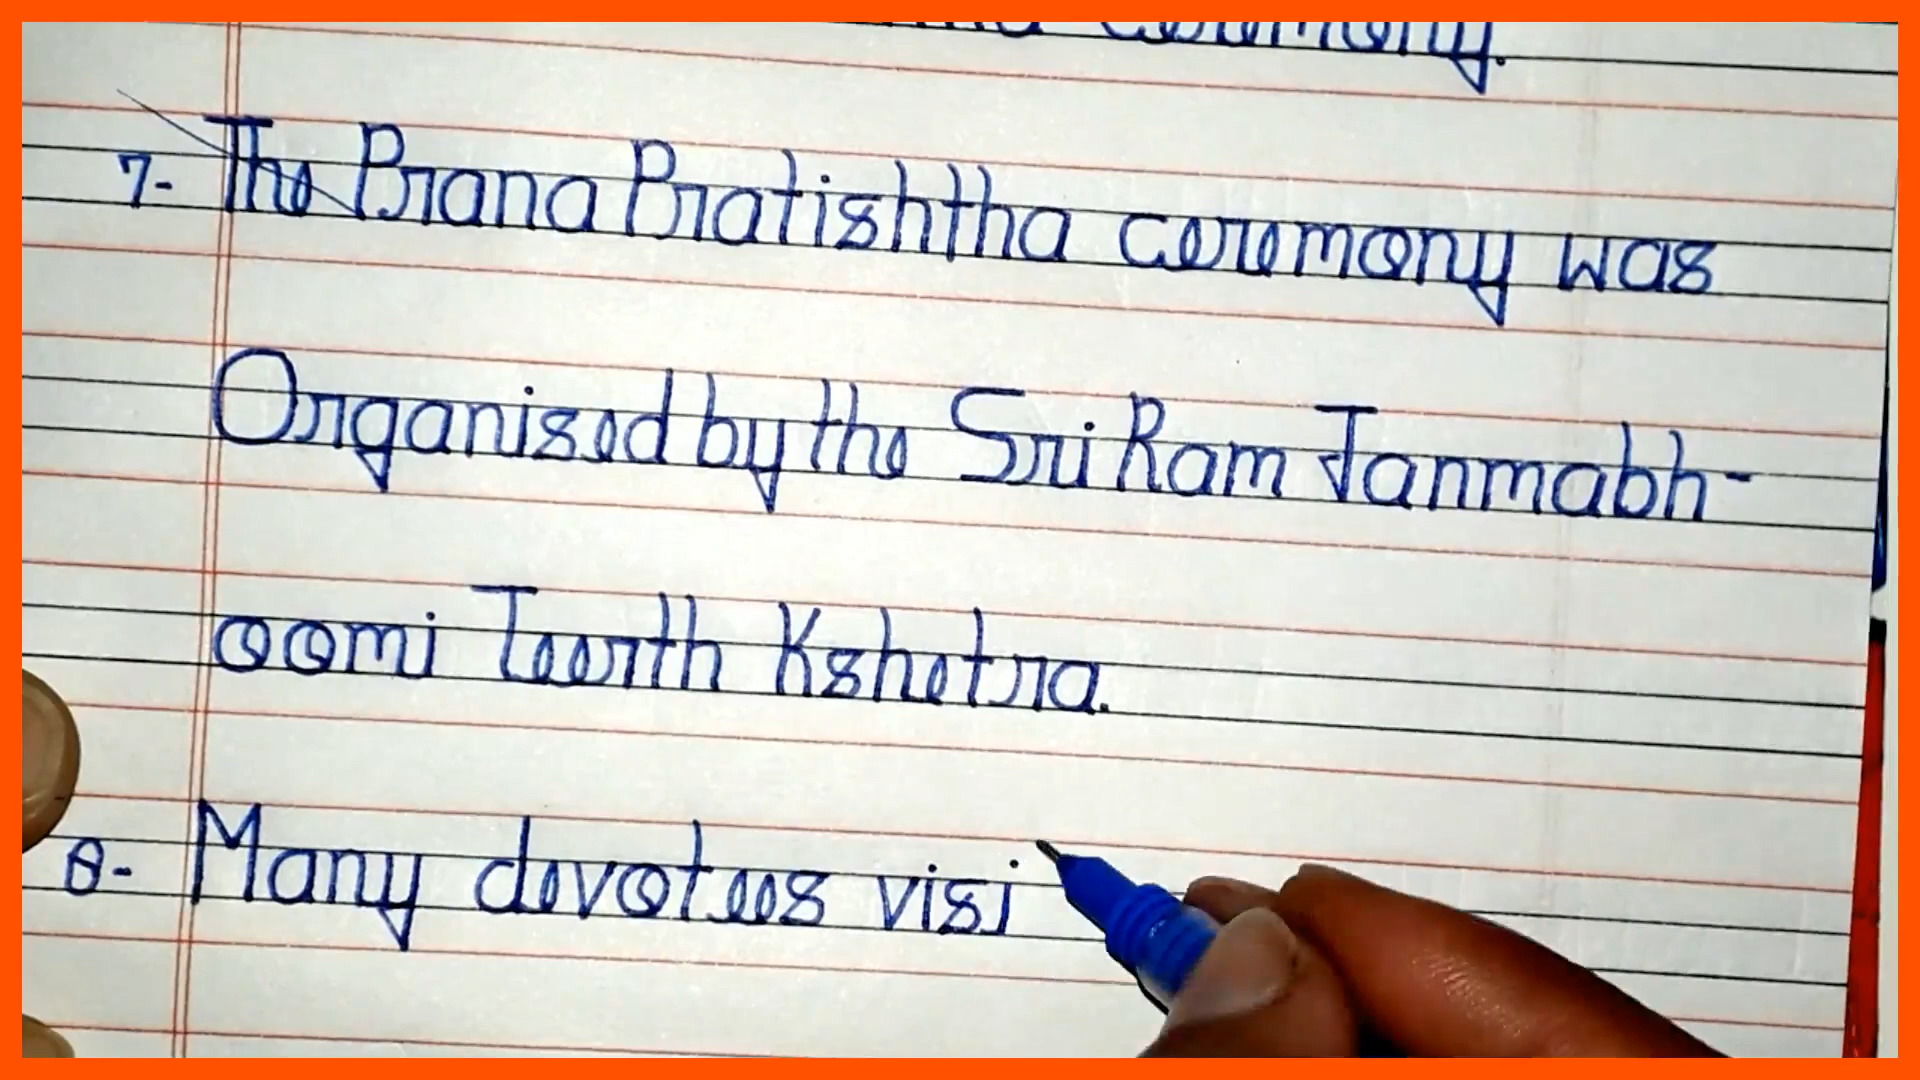 ceremony.
7- The Prana Pratishtha ceremony was
Organised by the Sri Ram Janmabh-
oomi Teerth Kshetra.
8- Many devotees visi